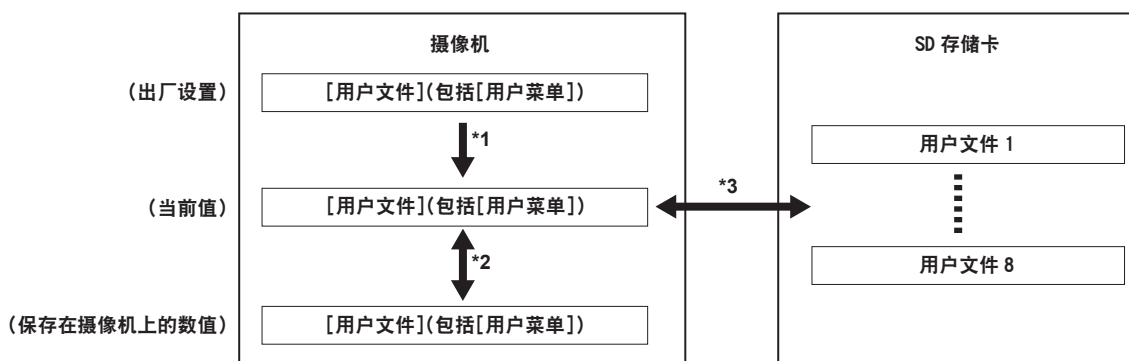 摄像机
SD 存储卡
(出厂设置)
[用户文件](包括[用户菜单])
*1
用户文件 1
(当前值)
[用户文件](包括[用户菜单])
*3
*2
用户文件 8
(保存在摄像机上的数值)
[用户文件](包括[用户菜单])